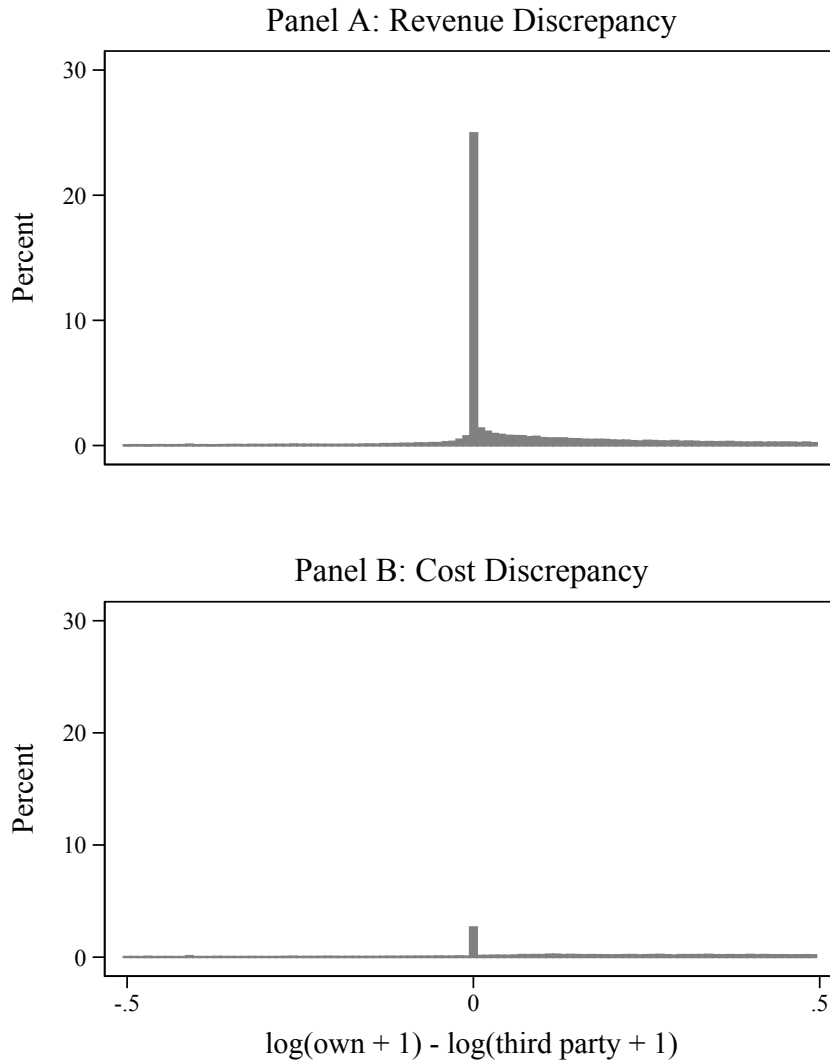 Panel A: Revenue Discrepancy
30
20
10
0
Percent
Panel B: Cost Discrepancy
30
20
10
0
Percent
-.5 0 .5
log(own + 1) - log(third party + 1)